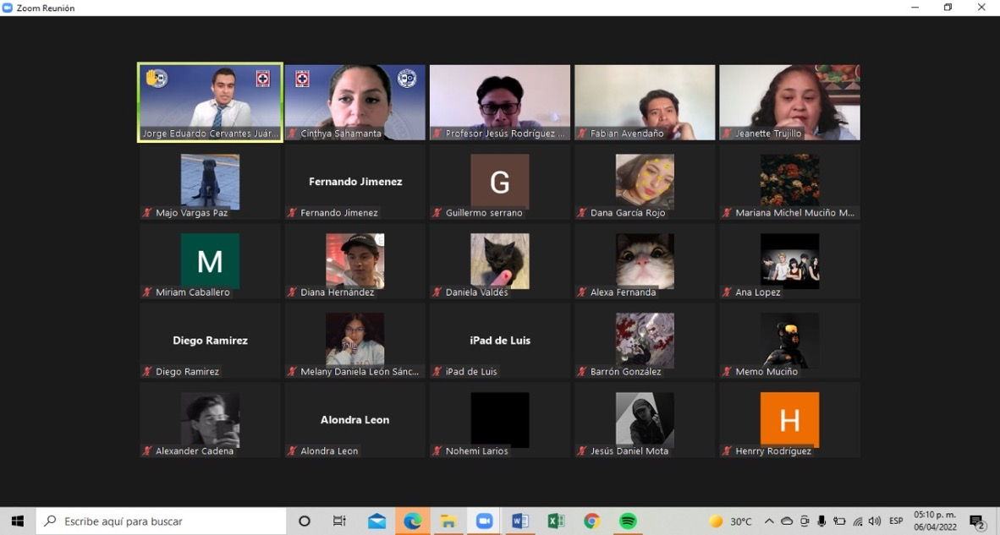 Zoom Reunión
Jorge Eduardo Cervantes Juár...
Cinthya Sahamanta
Profesor Jesús Rodríguez ...
Fabian Avendaño
Jeanette Trujillo
Majo Vargas Paz
Fernando Jimenez
Fernando Jimenez
G
Guillermo serrano
Dana García Rojo
Mariana Michel Muciño M...
M
Miriam Caballero
Diana Hernández
Daniela Valdés
Alexa Fernanda
Ana Lopez
Diego Ramirez
Diego Ramirez
Melany Daniela León Sánc...
iPad de Luis
iPad de Luis
Barrón González
Memo Muciño
Alexander Cadena
Alondra Leon
Alondra Leon
Nohemi Larios
Jesús Daniel Mota
H
Henrry Rodríguez
Escribe aquí para buscar
30°C
ESP
05:10 p. m.
06/04/2022
2